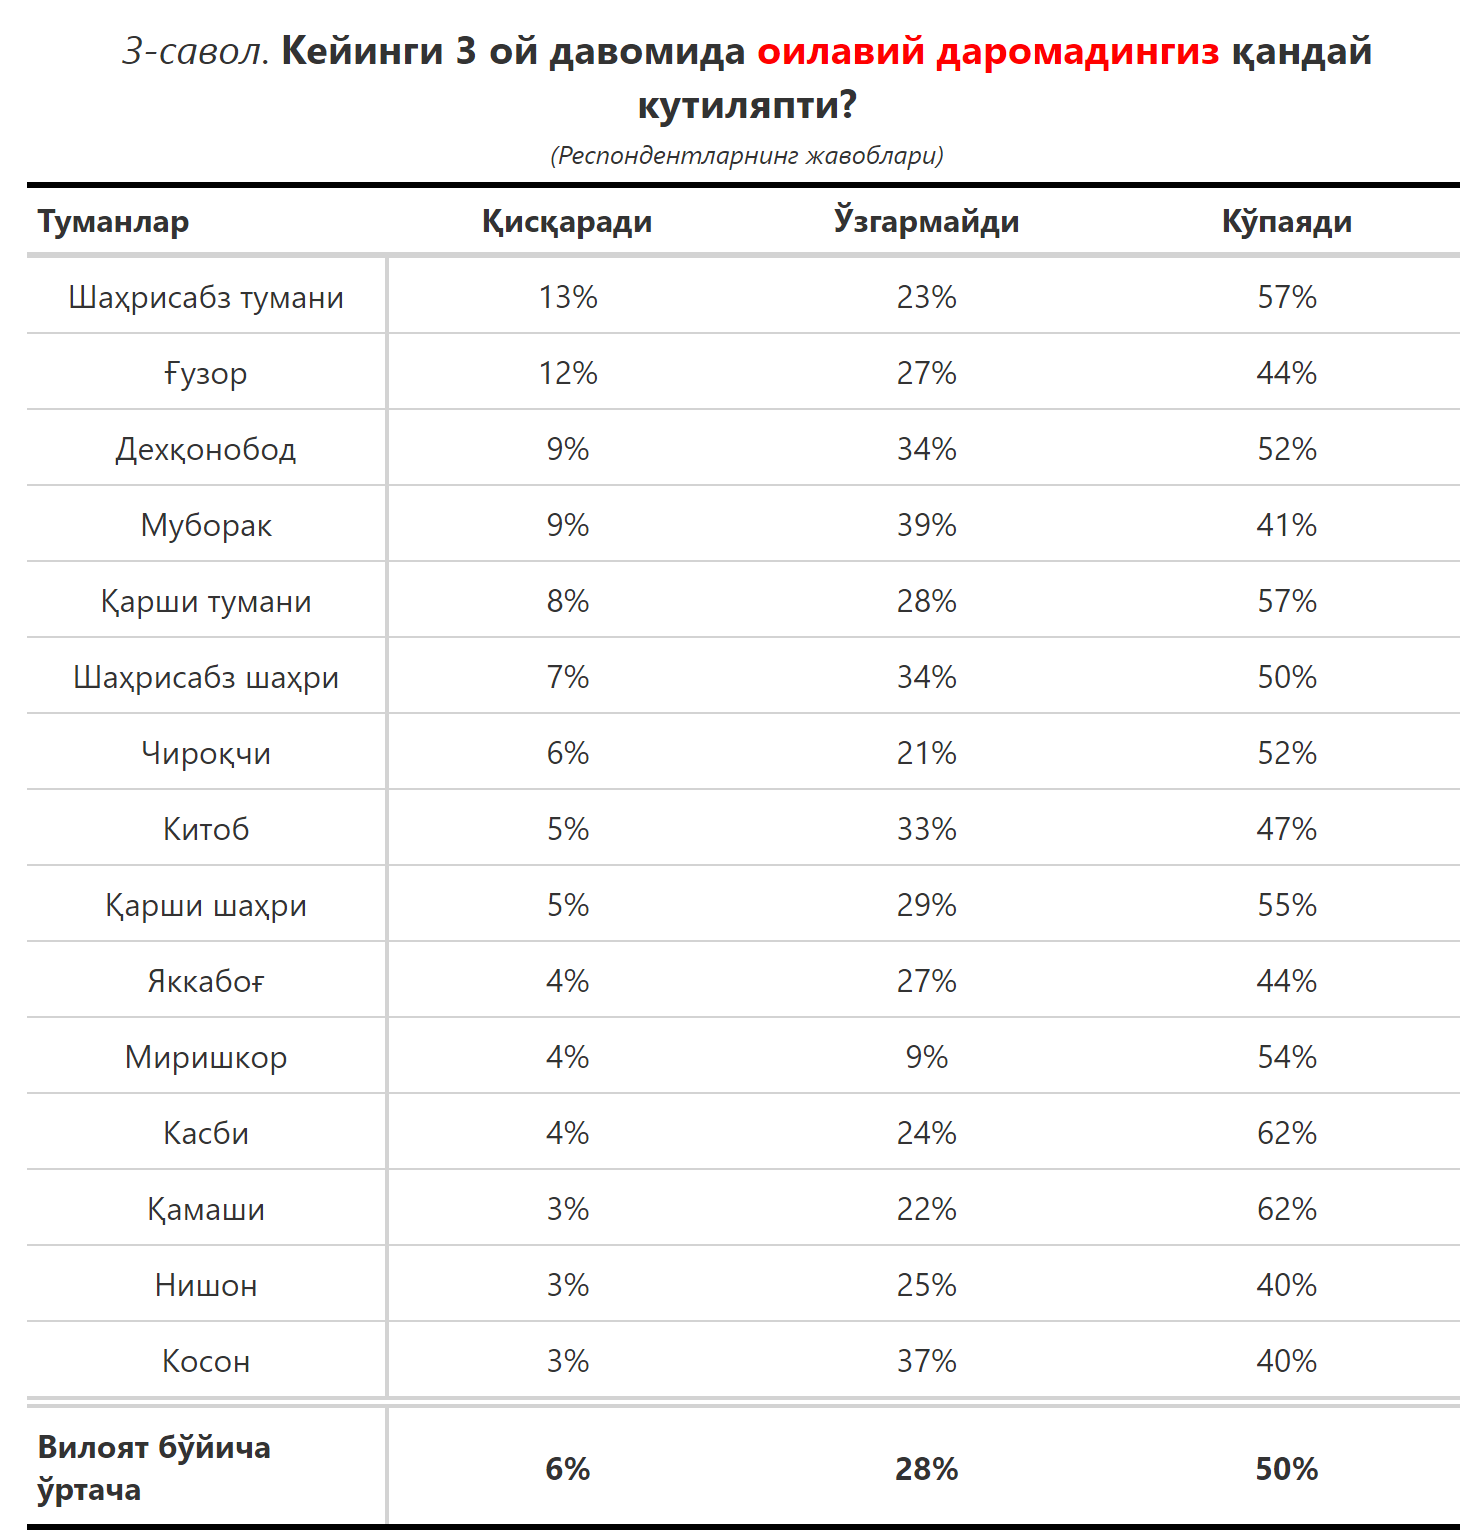 3-савол. Кейинги 3 ой давомида оилавий даромадингиз қандай
кутиляпти?
(Респондентларнинг жавоблари)
Туманлар Қисқаради Ўзгармайди Кўпаяди
Шаҳрисабз тумани 13% 23% 57%
Ғузор 12% 27% 44%
Дехқонобод 9% 34% 52%
Муборак 9% 39% 41%
Қарши тумани 8% 28% 57%
Шаҳрисабз шаҳри 7% 34% 50%
Чироқчи 6% 21% 52%
Китоб 5% 33% 47%
Қарши шаҳри 5% 29% 55%
Яккабоғ 4% 27% 44%
Миришкор 4% 9% 54%
Касби 4% 24% 62%
Қамаши 3% 22% 62%
Нишон 3% 25% 40%
Косон 3% 37% 40%
Вилоят бўйича
ўртача 6% 28% 50%